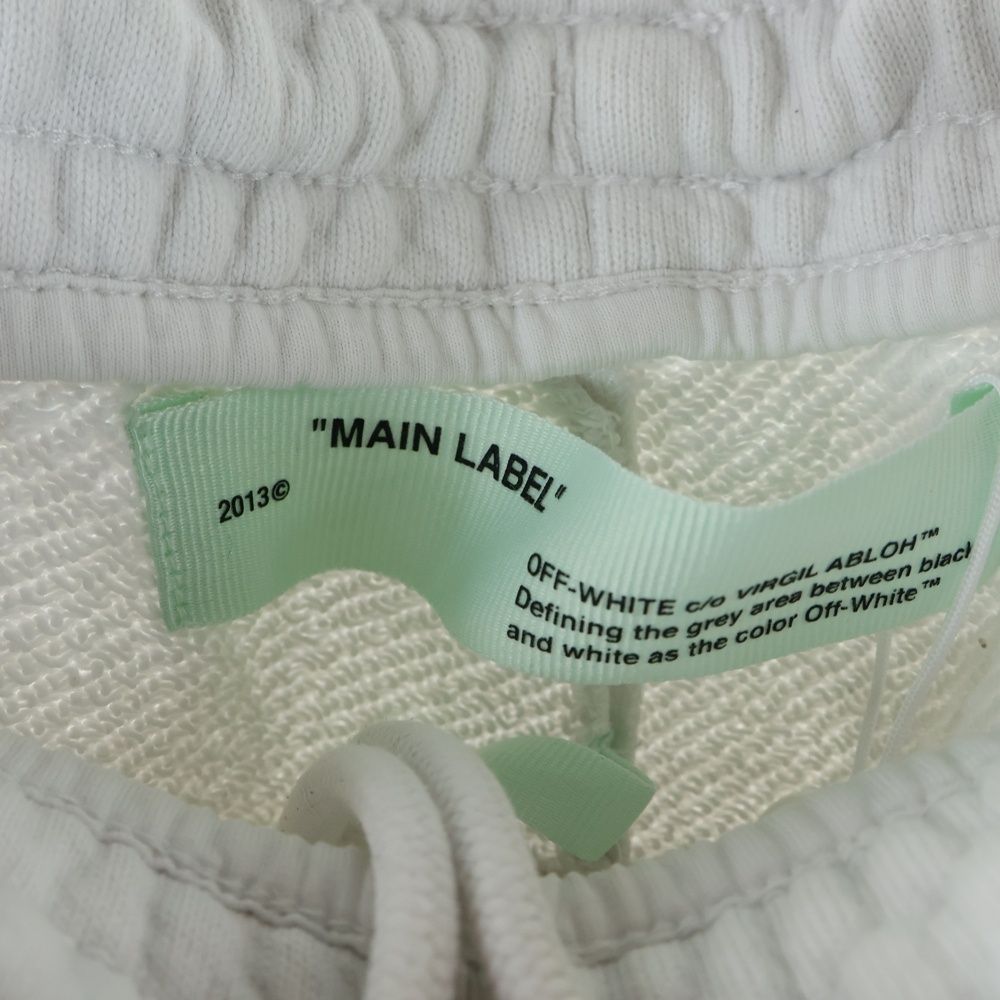 "MAIN LABEL"
2013©
OFF-WHITE c/o VIRGIL ABLOH™
Defining the grey area between black
and white as the color Off-White™